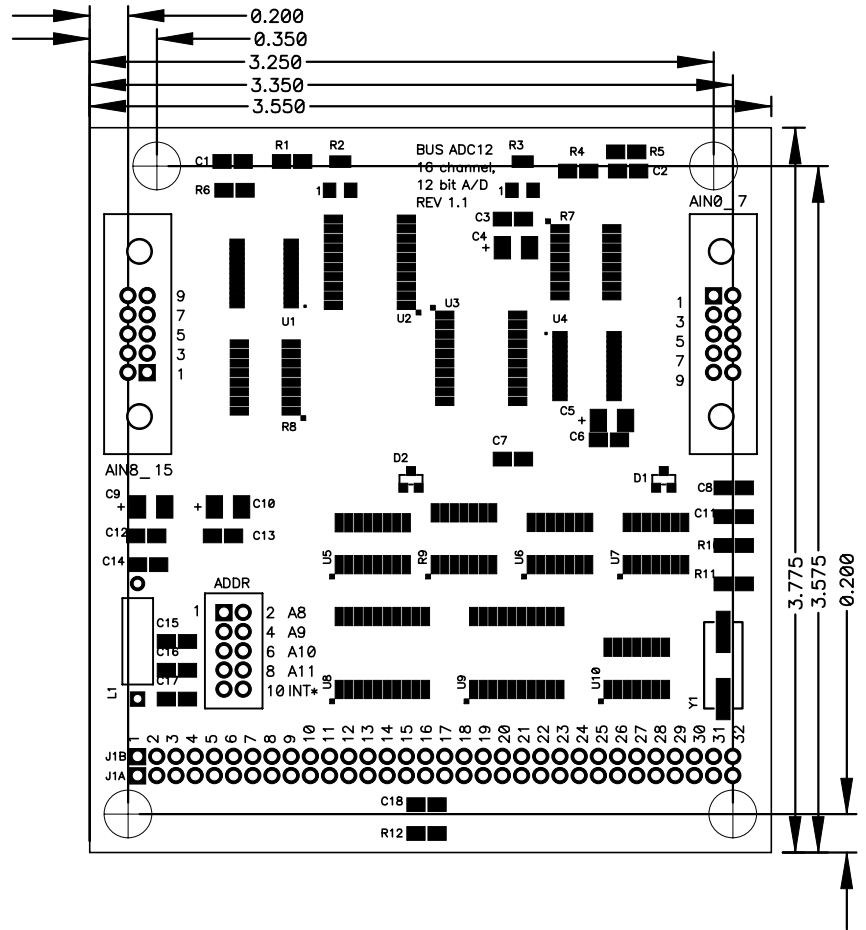 0.200
0.350
3.250
3.350
3.550
C1
R1
R2
BUS ADC12
16 channel,
12 bit A/D
REV 1.1
R3
R4
R5
R6
1
1
C2
AIN0_7
C3
R7
C4
+
9
7
5
3
1
U1
U2
U3
U4
1
3
5
7
9
R8
C5
+
C6
C7
AIN8_15
D2
D1
C8
C9
+
+
C10
C11
C12
C13
R1
C14
U5
R9
U6
U7
R11
ADDR
1
2 A8
4 A9
6 A10
8 A11
10 INT*
C15
C16
C17
L1
U8
U9
U10
Y1
3.775
3.575
0.200
1 2 3 4 5 6 7 8 9 10 11 12 13 14 15 16 17 18 19 20 21 22 23 24 25 26 27 28 29 30 31 32
J1B
J1A
C18
R12